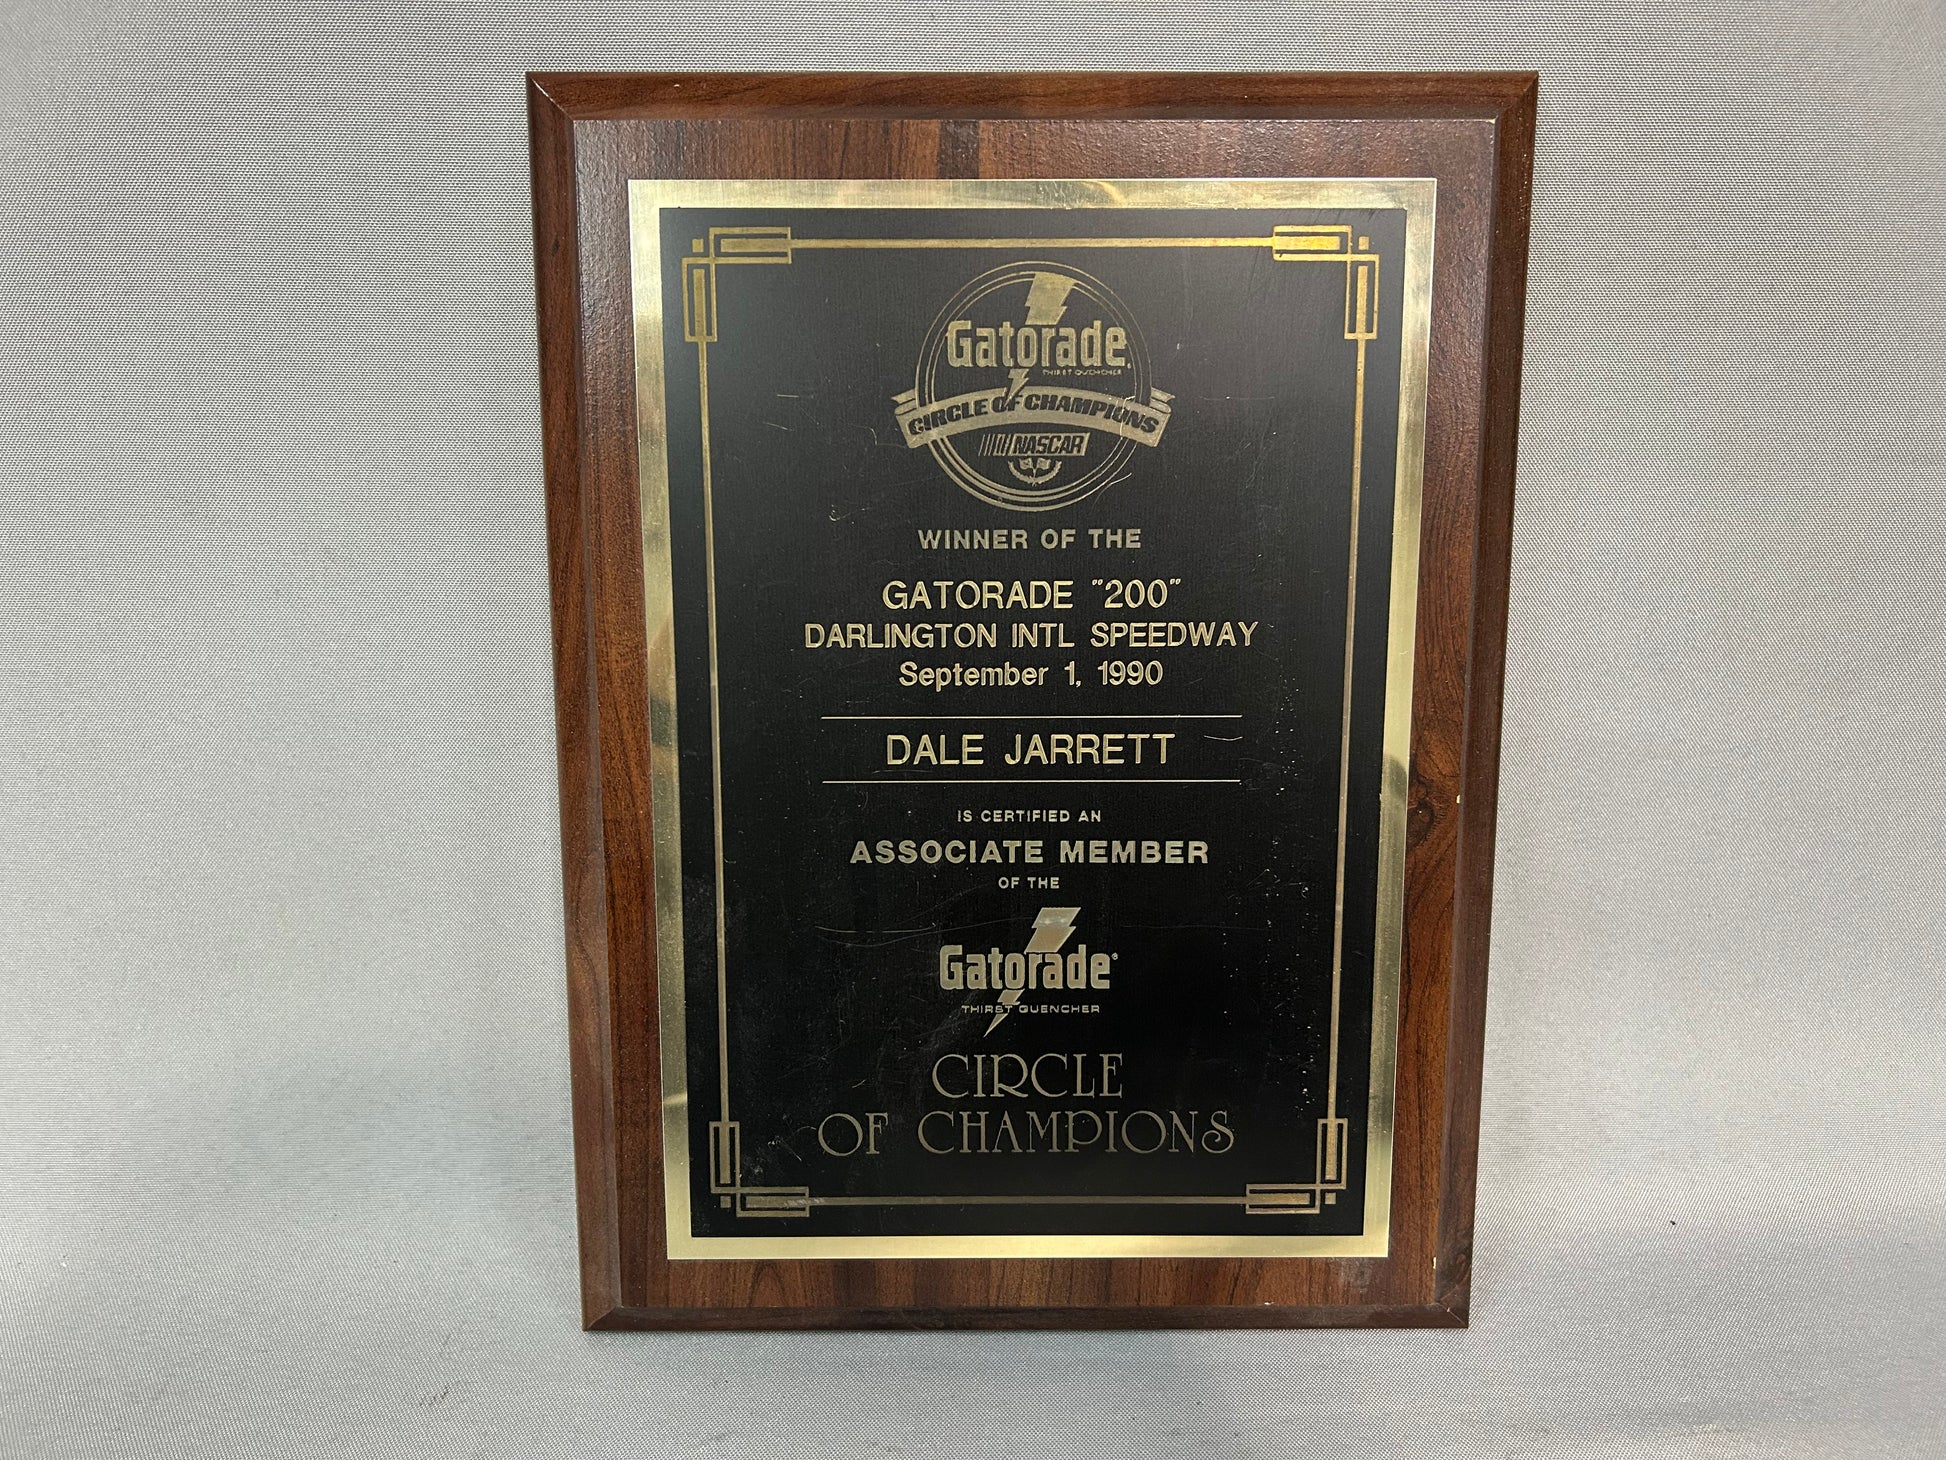 Gatorade
THIRST QUENCHER
CIRCLE OF CHAMPIONS
NASCAR
WINNER OF THE
GATORADE "200"
DARLINGTON INTL SPEEDWAY
September 1, 1990
DALE JARRETT
IS CERTIFIED AN
ASSOCIATE MEMBER
OF THE
Gatorade®
THIRST QUENCHER
CIRCLE
OF CHAMPIONS